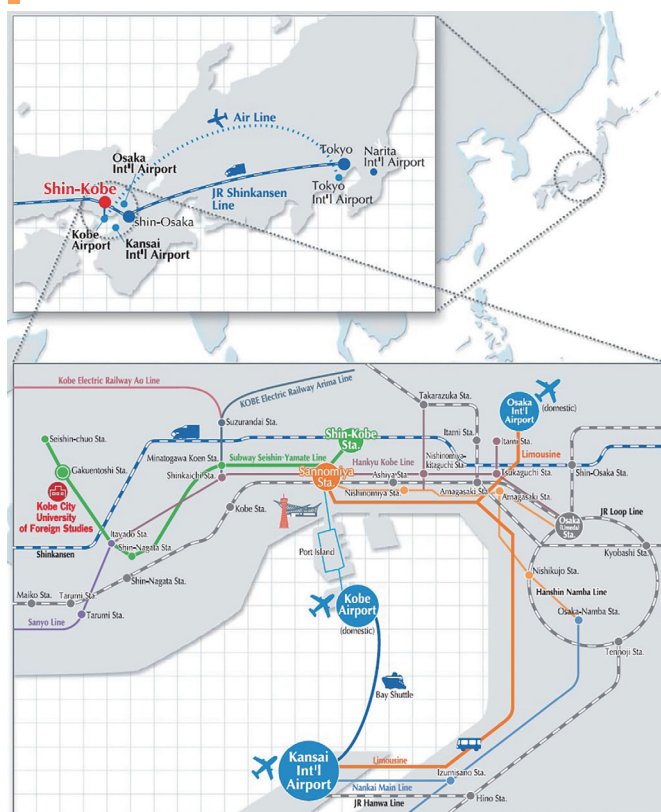 Air Line
Osaka
Int'l Airport
Tokyo
Narita
Int'l Airport
Shin-Kobe
JR Shinkansen
Line
Tokyo
Int'l Airport
shin-Osaka
Kobe
Airport
Kansai
Int'l Airport
Kobe Electric Railway Ao Line
KOBE Electric Railway Arima Line
Takarazuka Sta.
Osaka
Int'l
Airport
(domestic)
Suzurandai Sta.
Shin-Kobe
Sta.
Itami Sta.
Itami Sta.
Seishin-chuo Sta.
Minatogawa Koen Sta.
Subway Seishin-Yamate Line
Hankyu Kobe Line
Nishinomiya-
kitaguchi Sta.
Limousine
Gakuentoshi Sta.
Shinkaichi Sta.
Sannomiya
Sta.
Ashiya Sta.
Tsukaguchi Sta.
Shin-Osaka Sta.
Nishinomiya Sta.
Amagasaki Sta.
Amagasaki Sta.
Kobe City
University
of Foreign Studies
Kobe Sta.
JR Loop Line
Osaka
(Umeda)
Sta.
Itayado Sta.
Shin-Nagata Sta.
Shinkansen
Port Island
Kyobashi Sta.
Nishikujo Sta.
Shin-Nagata Sta.
Hanshin Namba Line
Maiko Sta.
Tarumi Sta.
Kobe
Airport
(domestic)
Osaka-Namba Sta.
Sanyo Line
Tarumi Sta.
Tennoji Sta.
Bay Shuttle
Kansai
Int'l
Airport
Limousine
Izumisano Sta.
Nankai Main Line
Hino Sta.
JR Hanwa Line